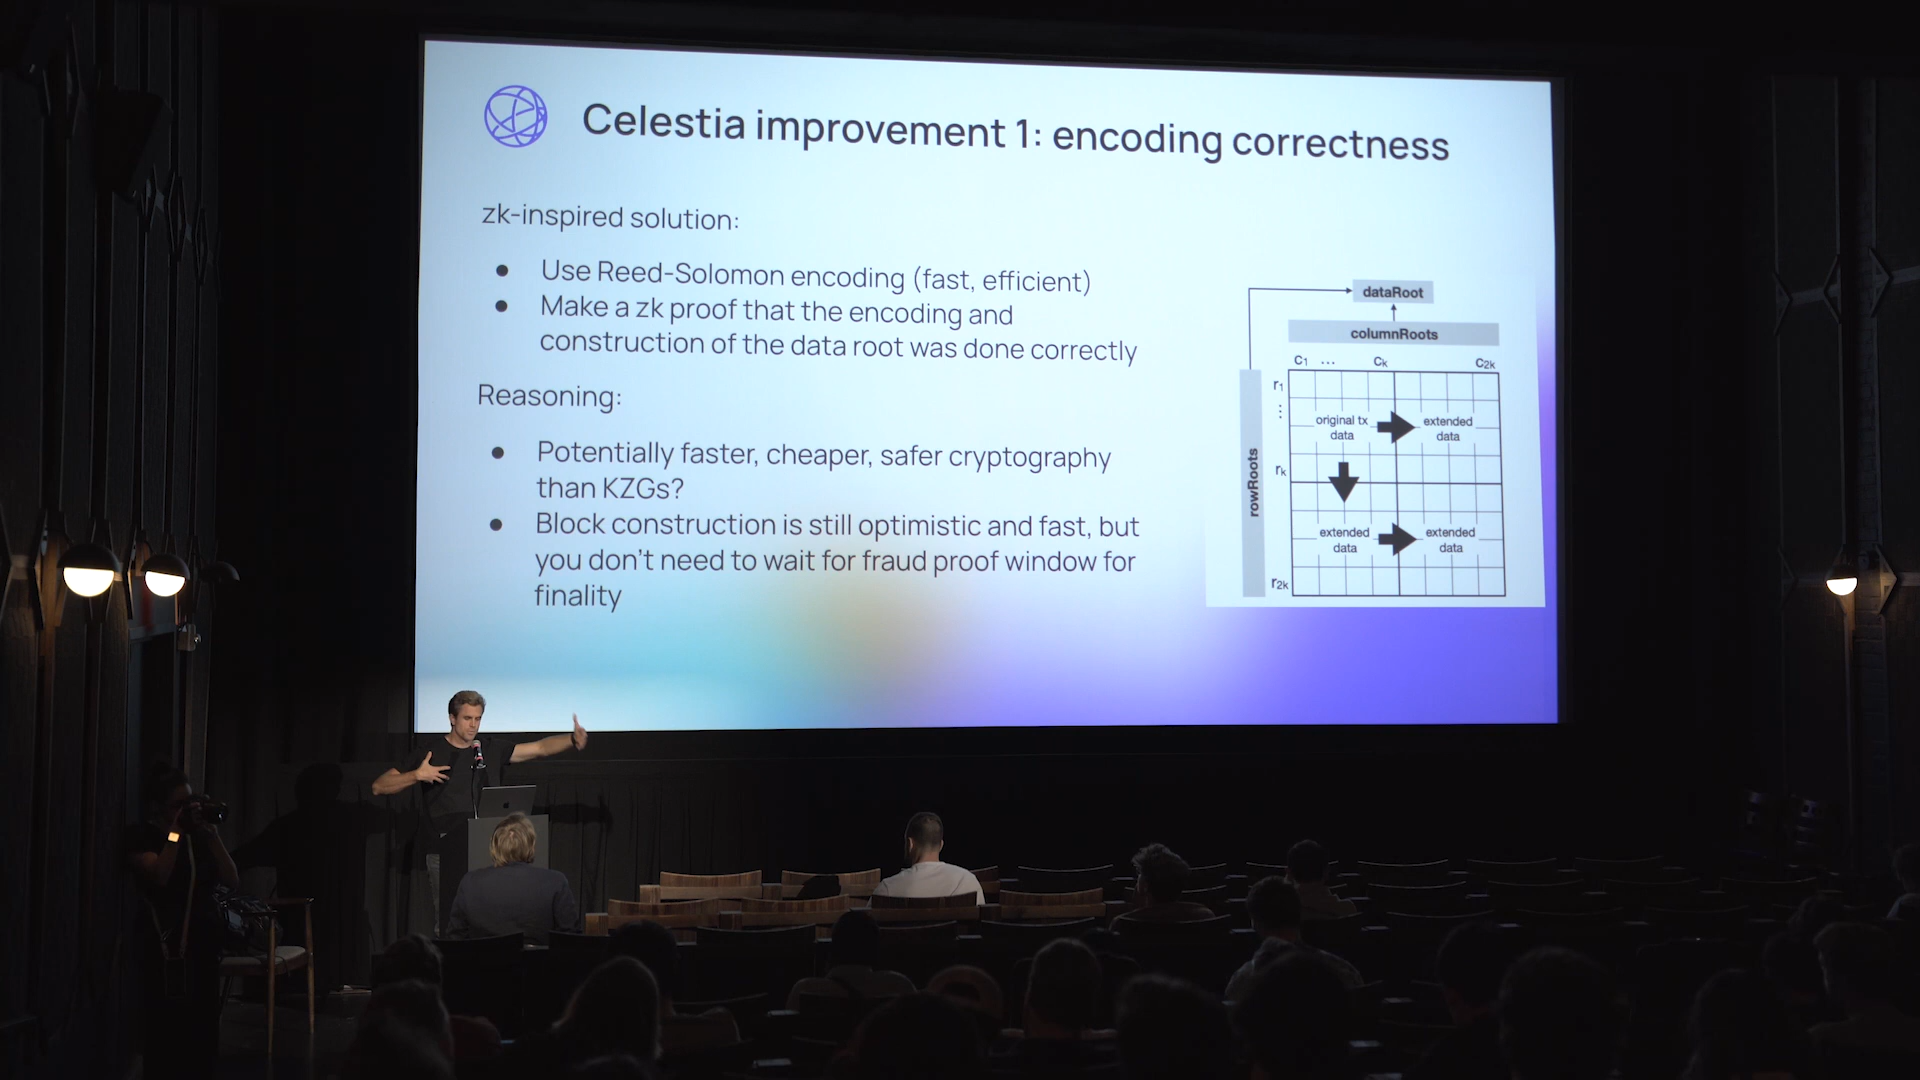 Celestia improvement 1: encoding correctness
zk-inspired solution:
● Use Reed-Solomon encoding (fast, efficient)
● Make a zk proof that the encoding and
construction of the data root was done correctly
Reasoning:
● Potentially faster, cheaper, safer cryptography
than KZGs?
● Block construction is still optimistic and fast, but
you don't need to wait for fraud proof window for
finality
dataRoot
columnRoots
c1 ... ck c2k
rowRoots
r1
⋮
rk
r2k
original tx
data
extended
data
extended
data
extended
data